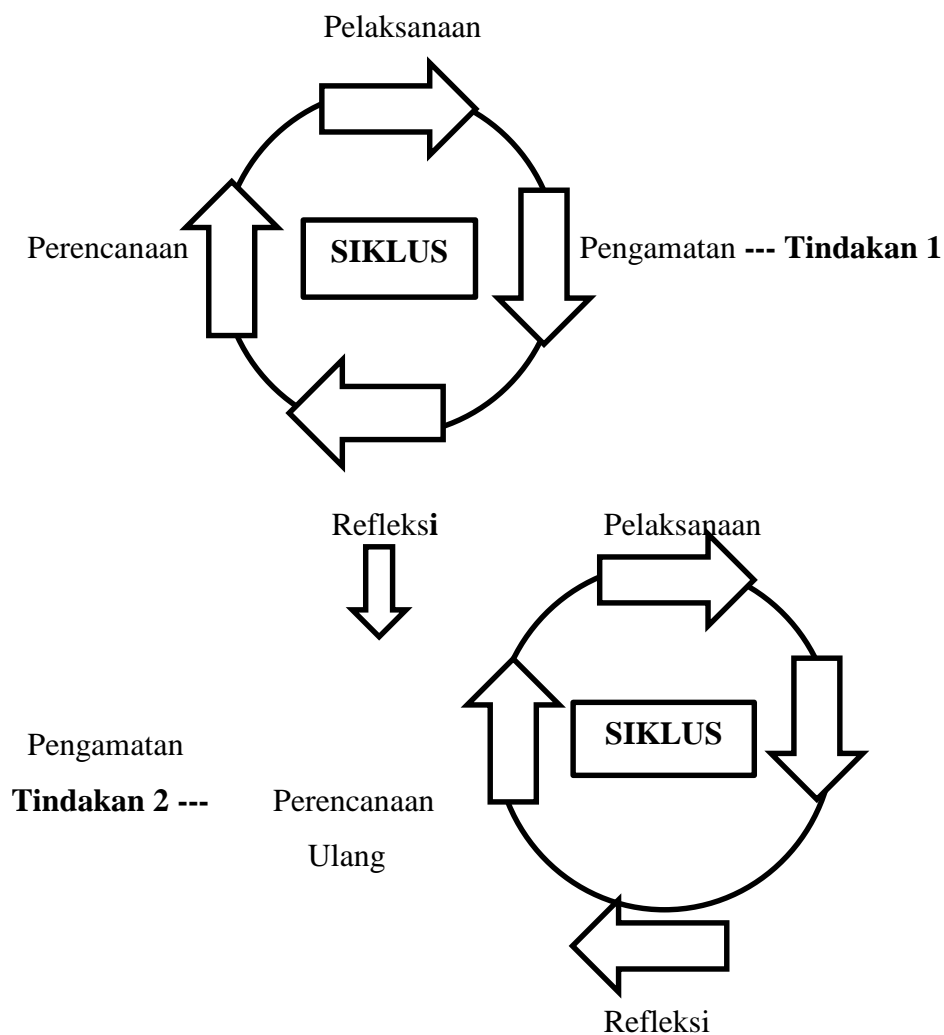 Pelaksanaan
Perencanaan SIKLUS Pengamatan --- Tindakan 1
Refleksi Pelaksanaan
SIKLUS
Pengamatan
Tindakan 2 --- Perencanaan
Ulang
Refleksi